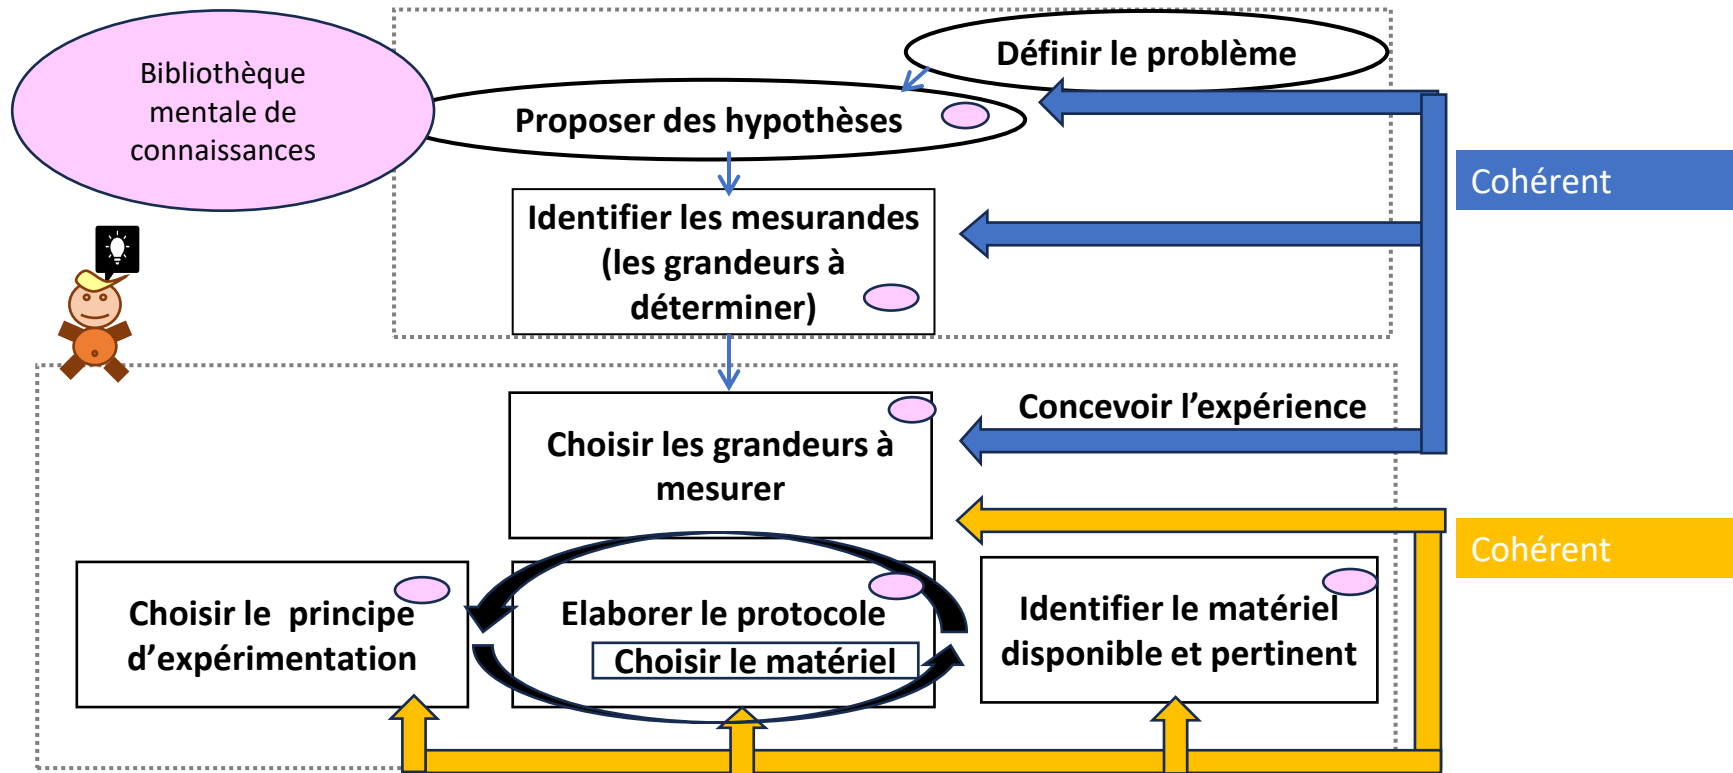 Définir le problème
Bibliothèque
mentale de
connaissances
Proposer des hypothèses
Cohérent
Identifier les mesurandes
(les grandeurs à
déterminer)
Concevoir l’expérience
Choisir les grandeurs à
mesurer
Cohérent
Choisir le principe
d’expérimentation
Elaborer le protocole
Choisir le matériel
Identifier le matériel
disponible et pertinent